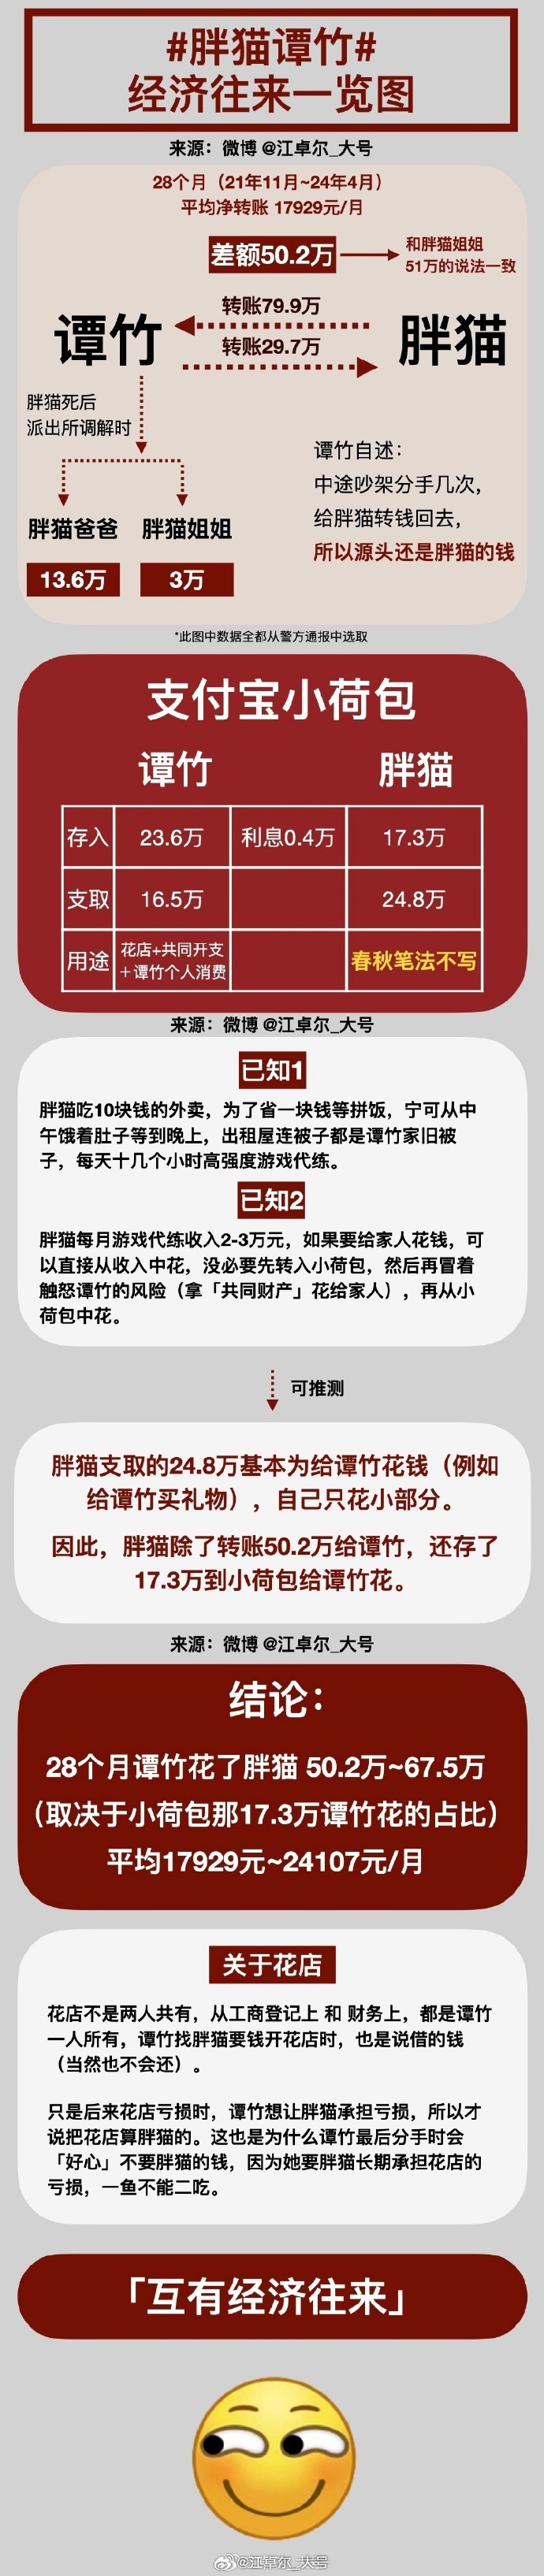 #胖猫谭竹#
经济往来一览图
来源：微博 @江卓尔_大号
28个月（21年11月~24年4月）
平均净转账 17929元/月
差额50.2万
和胖猫姐姐
51万的说法一致
转账79.9万
谭竹
胖猫
转账29.7万
胖猫死后
派出所调解时
谭竹自述：
中途吵架分手几次，
给胖猫转钱回去，
所以源头还是胖猫的钱
胖猫爸爸 胖猫姐姐
13.6万 3万
*此图中数据全都从警方通报中选取
支付宝小荷包
谭竹 胖猫
存入 23.6万 利息0.4万 17.3万
支取 16.5万 24.8万
用途 花店+共同开支
+谭竹个人消费
春秋笔法不写
来源：微博 @江卓尔_大号
已知1
胖猫吃10块钱的外卖，为了省一块钱等拼饭，宁可从中
午饿着肚子等到晚上，出租屋连被子都是谭竹家旧被
子，每天十几个小时高强度游戏代练。
已知2
胖猫每月游戏代练收入2-3万元，如果要给家人花钱，可
以直接从收入中花，没必要先转入小荷包，然后再冒着
触怒谭竹的风险（拿「共同财产」花给家人），再从小
荷包中花。
可推测
胖猫支取的24.8万基本为给谭竹花钱（例如
给谭竹买礼物），自己只花小部分。
因此，胖猫除了转账50.2万给谭竹，还存了
17.3万到小荷包给谭竹花。
来源：微博 @江卓尔_大号
结论：
28个月谭竹花了胖猫 50.2万~67.5万
（取决于小荷包那17.3万谭竹花的占比）
平均17929元~24107元/月
关于花店
花店不是两人共有，从工商登记上 和 财务上，都是谭竹
一人所有，谭竹找胖猫要钱开花店时，也是说借的钱
（当然也不会还）。
只是后来花店亏损时，谭竹想让胖猫承担亏损，所以才
说把花店算胖猫的。这也是为什么谭竹最后分手时会
「好心」不要胖猫的钱，因为她要胖猫长期承担花店的
亏损，一鱼不能二吃。
「互有经济往来」
@江卓尔_大号